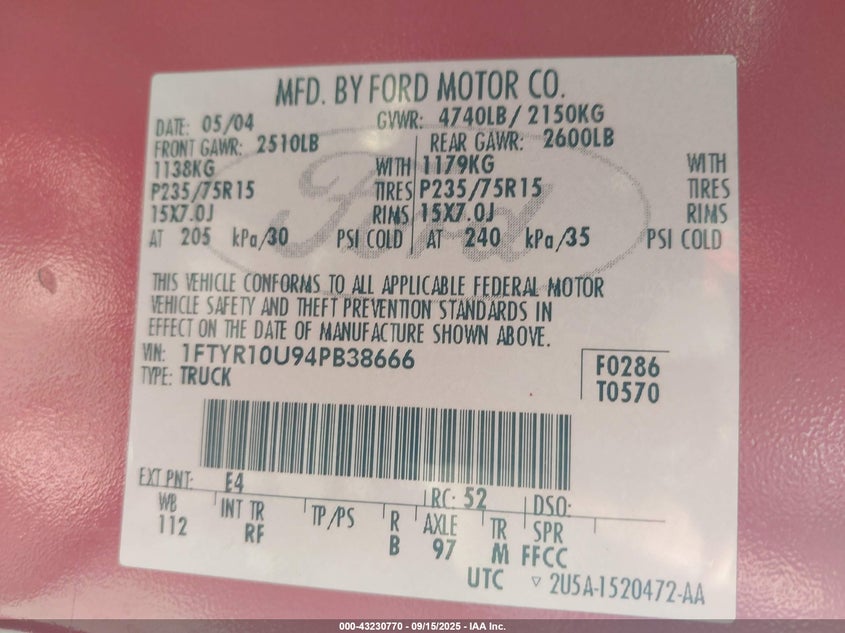 MFD. BY FORD MOTOR CO.
DATE: 05/04 GVWR: 4740LB / 2150KG
FRONT GAWR: 2510LB REAR GAWR: 2600LB
1138KG WITH 1179KG WITH
P235/75R15 TIRES P235/75R15 TIRES
15X7.0J RIMS 15X7.0J RIMS
AT 205 kPa/30 PSI COLD AT 240 kPa/35 PSI COLD
Ford
THIS VEHICLE CONFORMS TO ALL APPLICABLE FEDERAL MOTOR
VEHICLE SAFETY AND THEFT PREVENTION STANDARDS IN
EFFECT ON THE DATE OF MANUFACTURE SHOWN ABOVE.
VIN: 1FTYR10U94PB38666
TYPE: TRUCK
F0286
T0570
EXT PNT: E4 RC: 52 DSO:
WB INT TR TP/PS R AXLE TR SPR
112 RF B 97 M FFCC
UTC ▽ 2U5A-1520472-AA
000-43230770 - 09/15/2025 - IAA Inc.